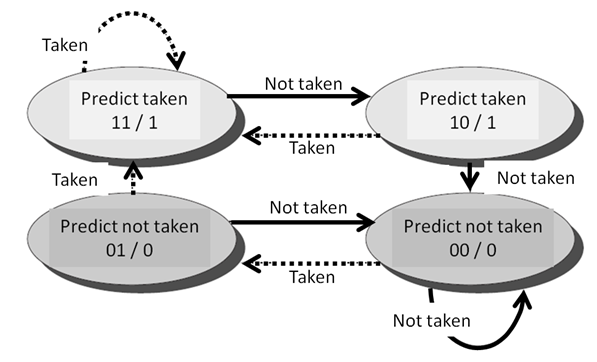 Taken
Not taken
Predict taken
11 / 1
Predict taken
10 / 1
Taken
Taken
Not taken
Not taken
Predict not taken
01 / 0
Predict not taken
00 / 0
Taken
Not taken